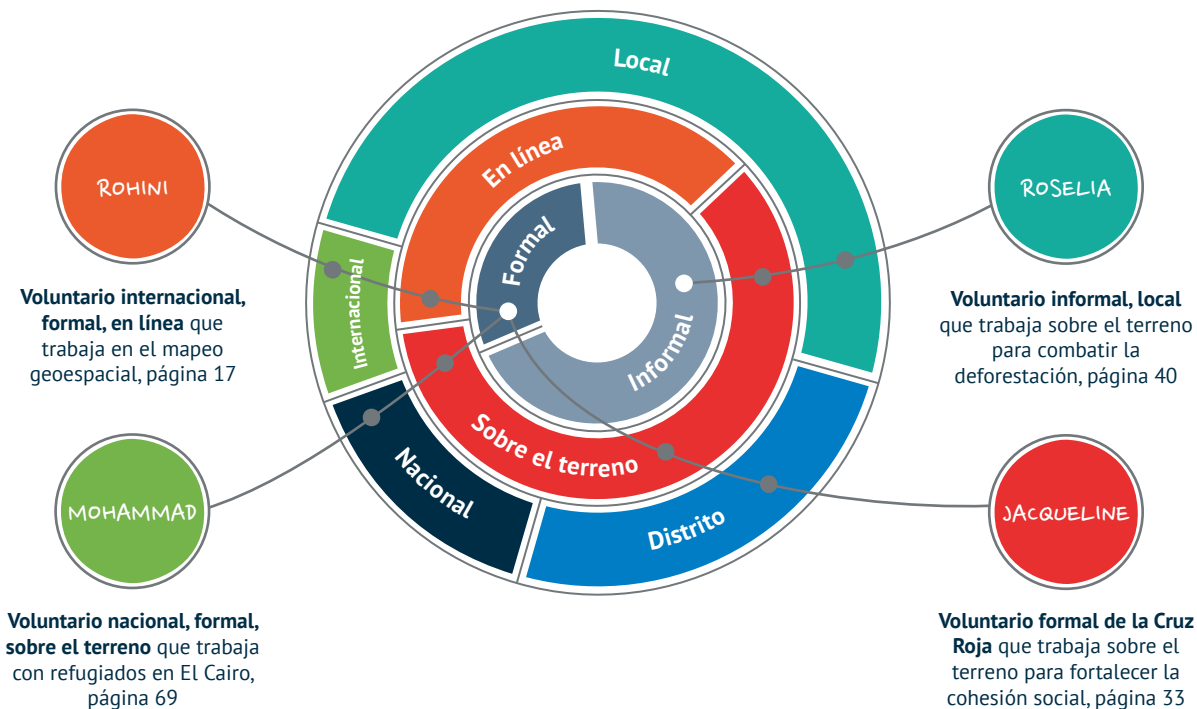 Local
En línea
Formal
Informal
Internacional
Sobre el terreno
Nacional
Distrito
ROHINI
Voluntario internacional,
formal, en línea que
trabaja en el mapeo
geoespacial, página 17
MOHAMMAD
Voluntario nacional, formal,
sobre el terreno que trabaja
con refugiados en El Cairo,
página 69
ROSELIA
Voluntario informal, local
que trabaja sobre el terreno
para combatir la
deforestación, página 40
JACQUELINE
Voluntario formal de la Cruz
Roja que trabaja sobre el
terreno para fortalecer la
cohesión social, página 33